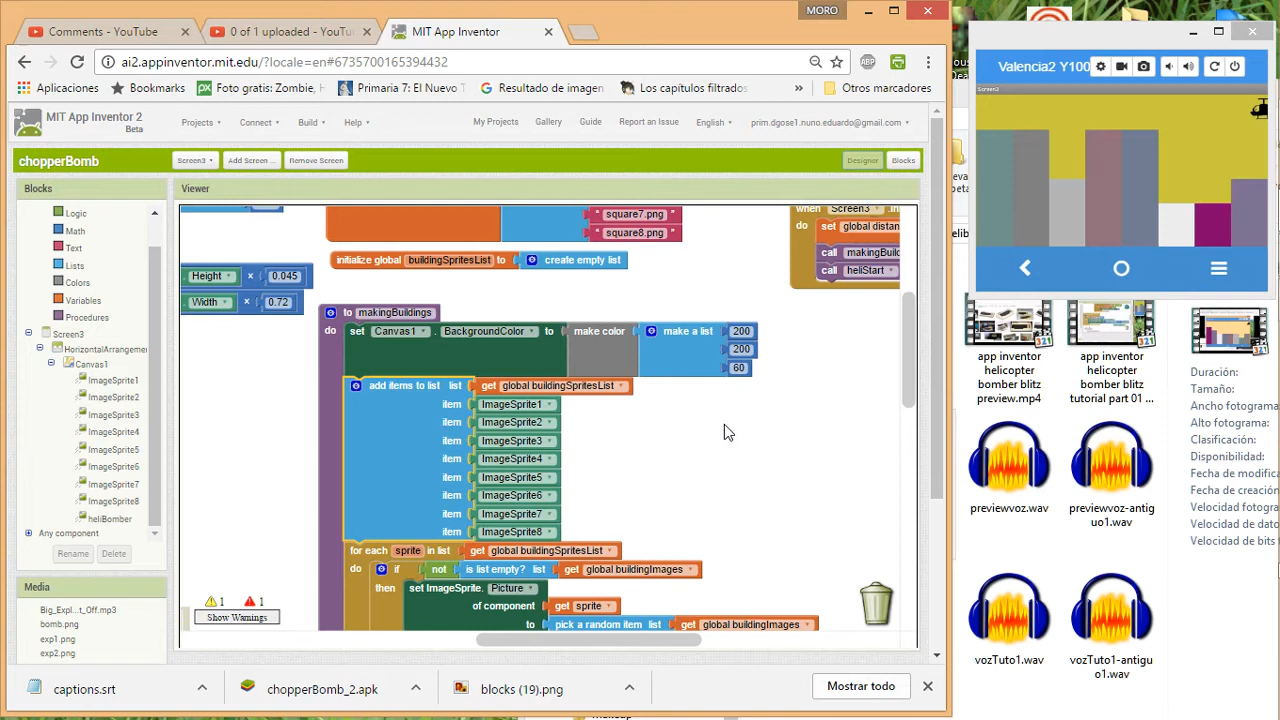 MORO
Comments - YouTube
0 of 1 uploaded - YouTube
MIT App Inventor
ai2.appinventor.mit.edu/?locale=en#6735700165394432
ABP
Aplicaciones
Bookmarks
Foto gratis: Zombie, H
Primaria 7: El Nuevo T
Resultado de imagen
Los capítulos filtrados
»
Otros marcadores
MIT App Inventor 2
Beta
Projects
Connect
Build
Help
My Projects
Gallery
Guide
Report an Issue
English
prim.dgose1.nuno.eduardo@gmail.com
chopperBomb
Screen3
Add Screen ...
Remove Screen
Designer
Blocks
Blocks
Viewer
Logic
Math
Text
Lists
Colors
Variables
Procedures
Screen3
HorizontalArrangeme
Canvas1
ImageSprite1
ImageSprite2
ImageSprite3
ImageSprite4
ImageSprite5
ImageSprite6
ImageSprite7
ImageSprite8
heliBomber
Any component
Rename
Delete
Media
Big_Expl...t_Off.mp3
bomb.png
exp1.png
exp2.png
" square7.png "
" square8.png "
initialize global buildingSpritesList to create empty list
Height × 0.045
Width × 0.72
when Screen3 .In
do set global distan
call makingBuil
call heliStart
to makingBuildings
do set Canvas1 . BackgroundColor to make color make a list 200
200
60
add items to list list get global buildingSpritesList
item ImageSprite1
item ImageSprite2
item ImageSprite3
item ImageSprite4
item ImageSprite5
item ImageSprite6
item ImageSprite7
item ImageSprite8
for each sprite in list get global buildingSpritesList
do if not is list empty? list get global buildingImages
then set ImageSprite. Picture
of component get sprite
to pick a random item list get global buildingImages
1 1
Show Warnings
captions.srt
chopperBomb_2.apk
blocks (19).png
Mostrar todo
Valencia2 Y100
Screen3
app inventor helicopter bomber blitz preview.mp4
app inventor helicopter bomber blitz tutorial part 01 ...
321
321
321
previewvoz.wav
previewvoz-antiguo1.wav
vozTuto1.wav
vozTuto1-antiguo1.wav
Duración:
Tamaño:
Ancho fotograma
Alto fotograma:
Clasificación:
Disponibilidad:
Fecha de modifica
Fecha de creación
Velocidad fotogra
Velocidad de dato
Velocidad de bits